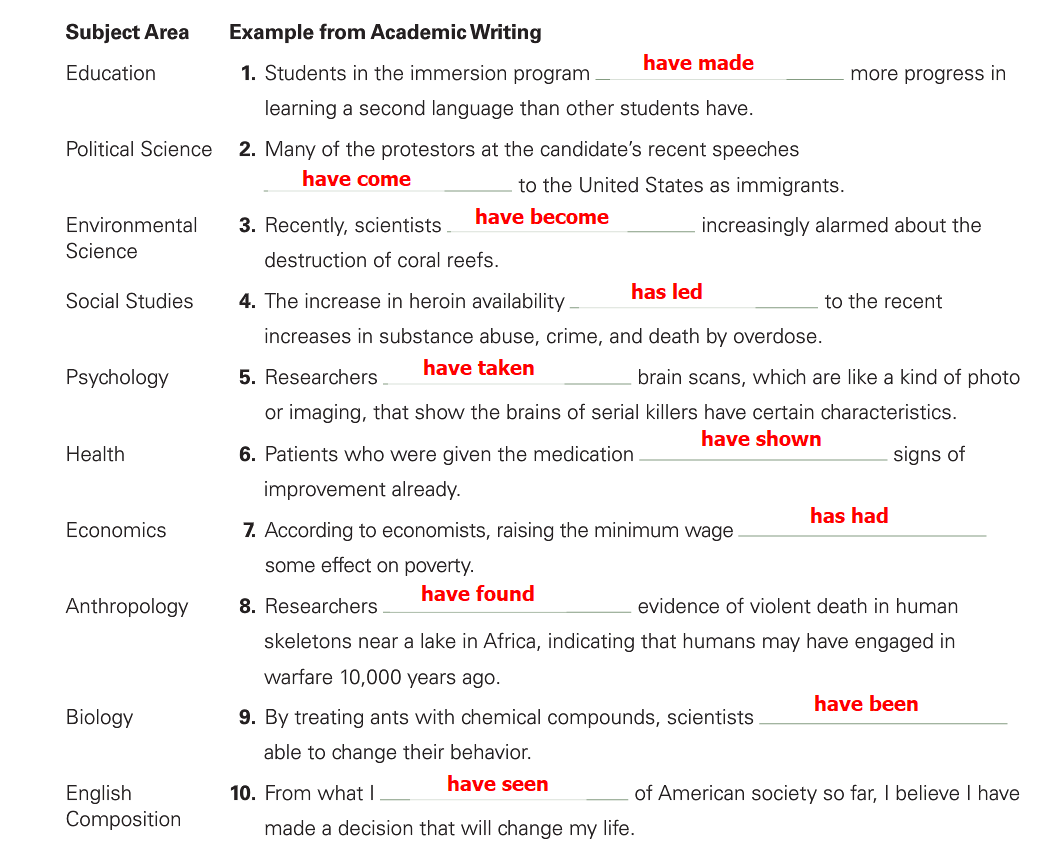 Subject Area Example from Academic Writing
Education 1. Students in the immersion program have made more progress in
learning a second language than other students have.
Political Science 2. Many of the protestors at the candidate's recent speeches
have come to the United States as immigrants.
Environmental 3. Recently, scientists have become increasingly alarmed about the
Science destruction of coral reefs.
Social Studies 4. The increase in heroin availability has led to the recent
increases in substance abuse, crime, and death by overdose.
Psychology 5. Researchers have taken brain scans, which are like a kind of photo
or imaging, that show the brains of serial killers have certain characteristics.
Health 6. Patients who were given the medication have shown signs of
improvement already.
Economics 7. According to economists, raising the minimum wage has had
some effect on poverty.
Anthropology 8. Researchers have found evidence of violent death in human
skeletons near a lake in Africa, indicating that humans may have engaged in
warfare 10,000 years ago.
Biology 9. By treating ants with chemical compounds, scientists have been
able to change their behavior.
English 10. From what I have seen of American society so far, I believe I have
Composition made a decision that will change my life.